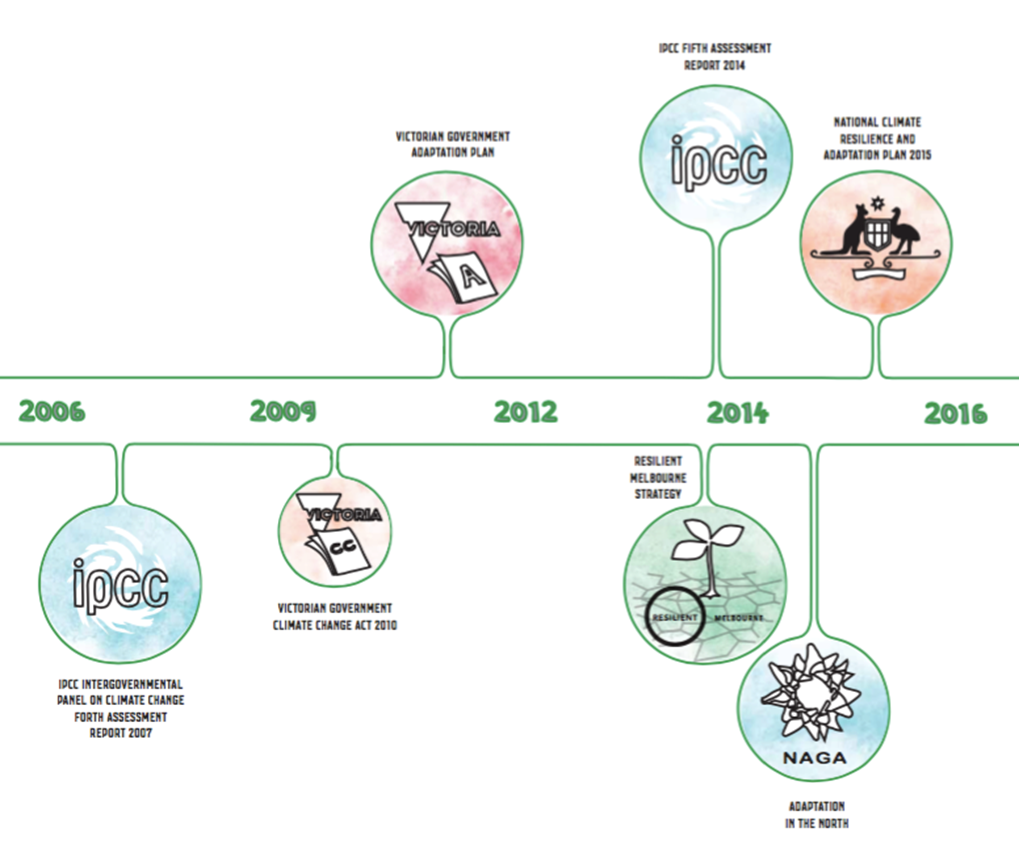 IPCC FIFTH ASSESSMENT
REPORT 2014
ipcc
NATIONAL CLIMATE
RESILIENCE AND
ADAPTATION PLAN 2015
VICTORIAN GOVERNMENT
ADAPTATION PLAN
VICTORIA
A
2006
2009
2012
2014
2016
ipcc
IPCC INTERGOVERNMENTAL
PANEL ON CLIMATE CHANGE
FORTH ASSESSMENT
REPORT 2007
VICTORIA
CC
VICTORIAN GOVERNMENT
CLIMATE CHANGE ACT 2010
RESILIENT
MELBOURNE
STRATEGY
RESILIENT MELBOURNE
NAGA
ADAPTATION
IN THE NORTH